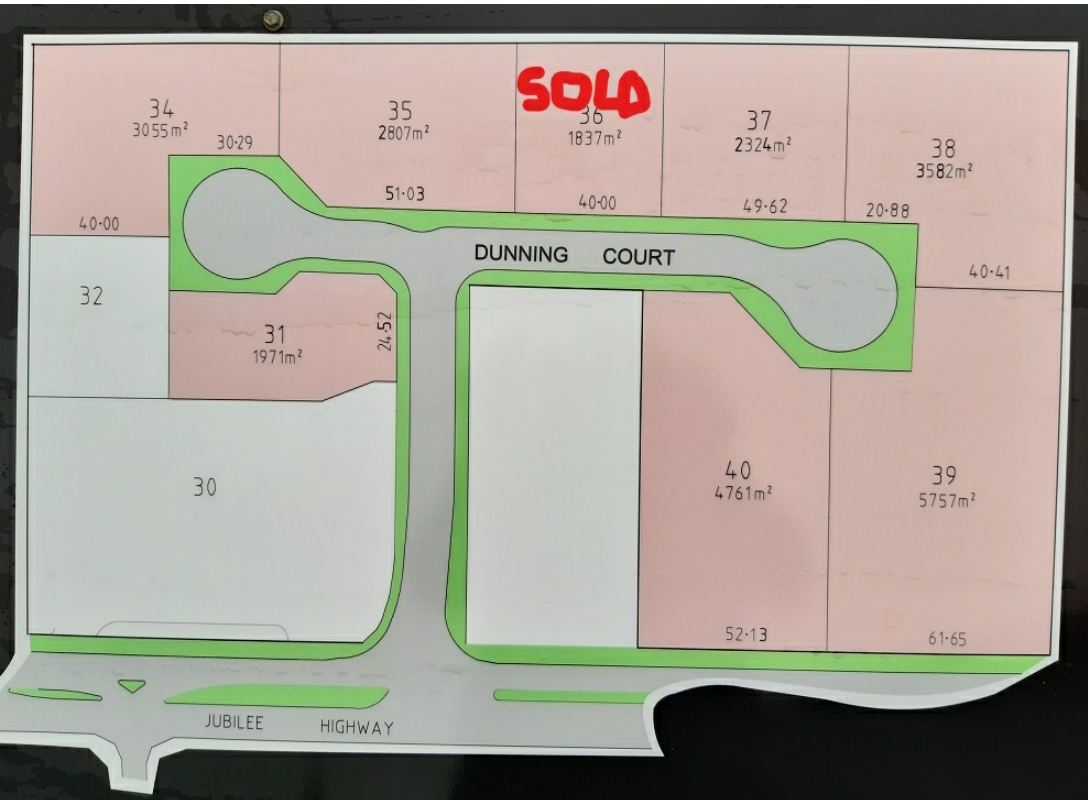 SOLD
34
3055m²
30·29
40·00
35
2807m²
51·03
36
1837m²
40·00
37
2324m²
49·62
38
3582m²
20·88
40·41
DUNNING COURT
32
31
1971m²
24·52
30
40
4761m²
52·13
39
5757m²
61·65
JUBILEE HIGHWAY